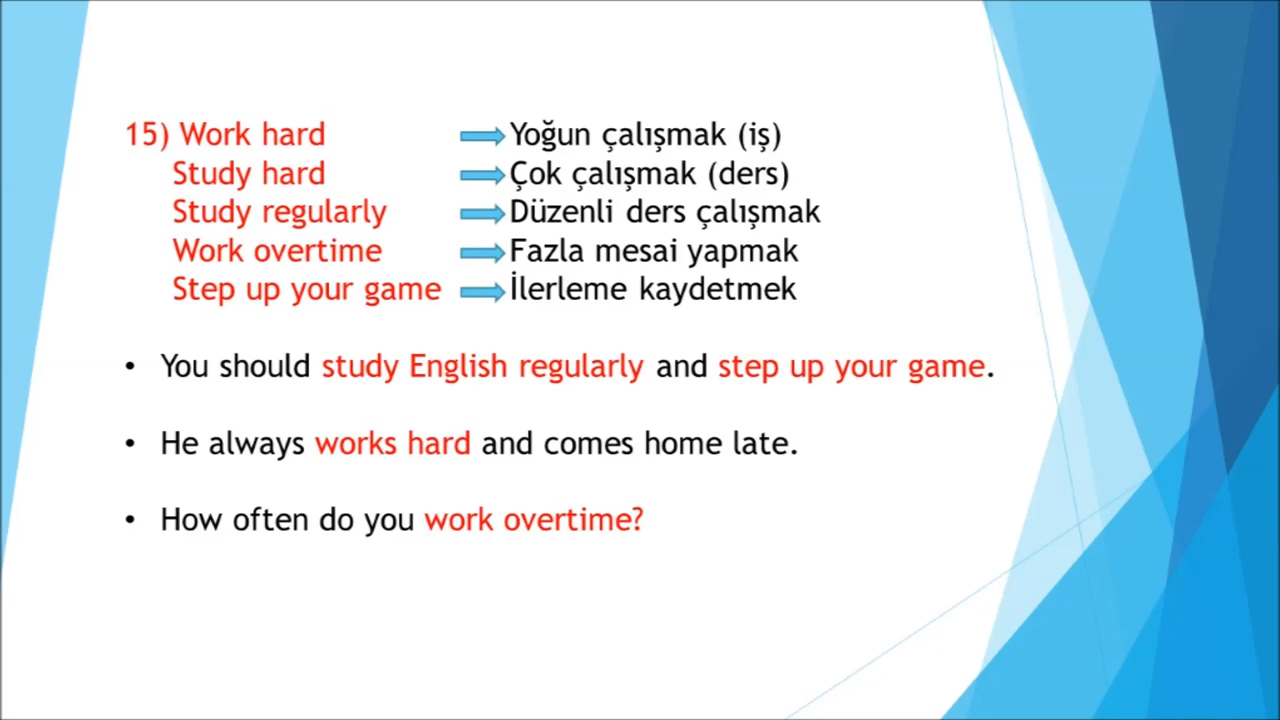 15) Work hard Yoğun çalışmak (iş)
Study hard Çok çalışmak (ders)
Study regularly Düzenli ders çalışmak
Work overtime Fazla mesai yapmak
Step up your game İlerleme kaydetmek
• You should study English regularly and step up your game.
• He always works hard and comes home late.
• How often do you work overtime?